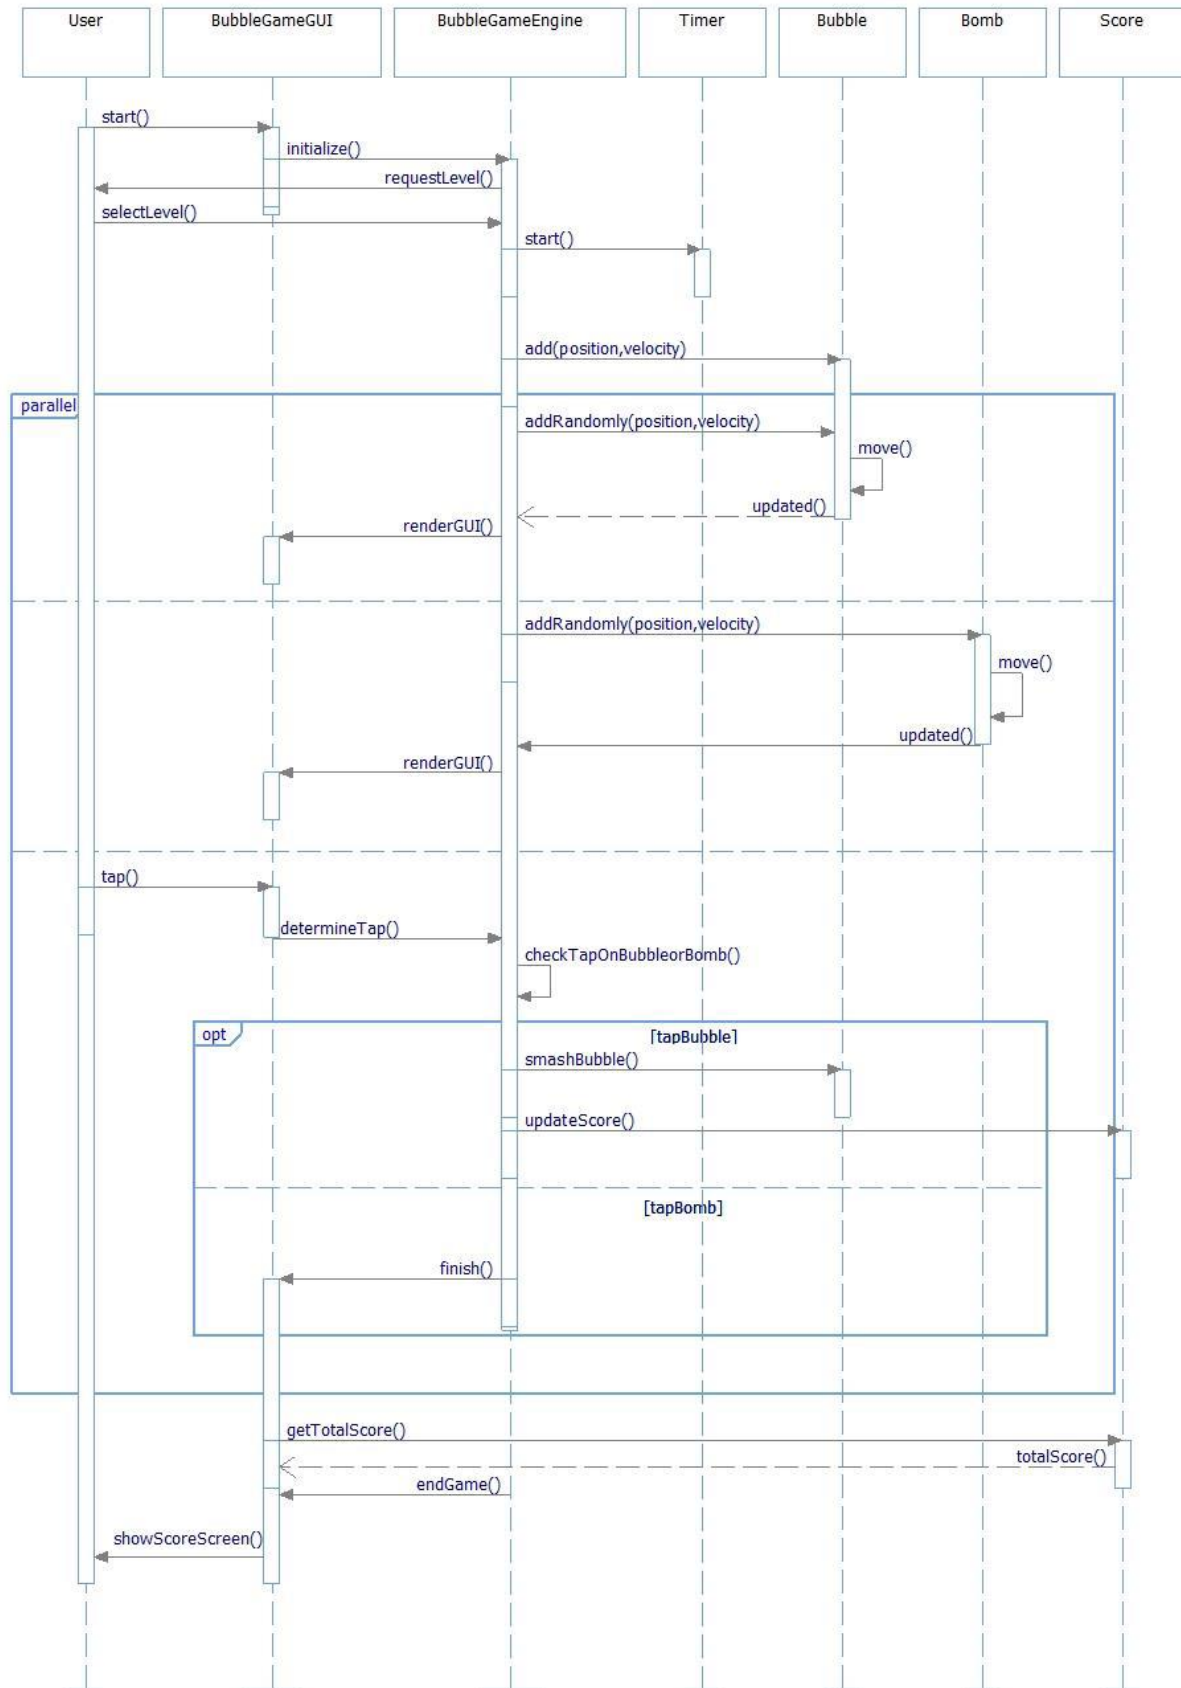 User
BubbleGameGUI
BubbleGameEngine
Timer
Bubble
Bomb
Score
start()
initialize()
requestLevel()
selectLevel()
start()
add(position,velocity)
parallel
addRandomly(position,velocity)
move()
updated()
renderGUI()
addRandomly(position,velocity)
move()
updated()
renderGUI()
tap()
determineTap()
checkTapOnBubbleorBomb()
opt
[tapBubble]
smashBubble()
updateScore()
[tapBomb]
finish()
getTotalScore()
totalScore()
endGame()
showScoreScreen()